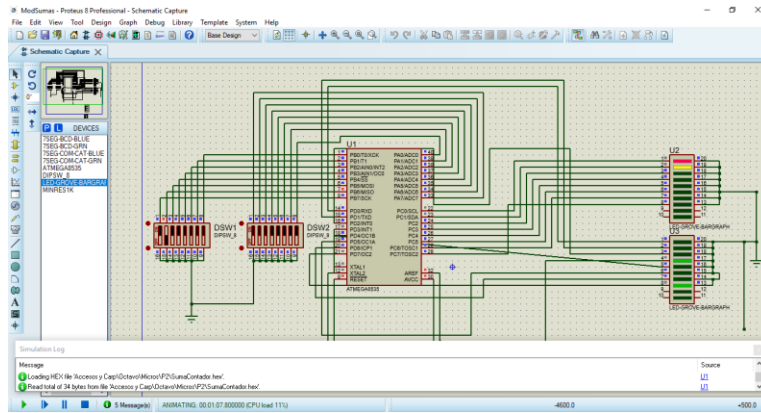 ModSumas - Proteus 8 Professional - Schematic Capture
File Edit View Tool Design Graph Debug Library Template System Help
Base Design
Schematic Capture
0°
P L DEVICES
7SEG-BCD-BLUE
7SEG-BCD-GRN
7SEG-COM-CAT-BLUE
7SEG-COM-CAT-GRN
ATMEGA8535
DIPSW_8
LED-GROVE-BARGRAPH
MINRES1K
U1
PB0/T0/XCK
PB1/T1
PB2/AIN0/INT2
PB3/AIN1/OC0
PB4/SS
PB5/MOSI
PB6/MISO
PB7/SCK
PA0/ADC0
PA1/ADC1
PA2/ADC2
PA3/ADC3
PA4/ADC4
PA5/ADC5
PA6/ADC6
PA7/ADC7
PD0/RXD
PD1/TXD
PD2/INT0
PD3/INT1
PD4/OC1B
PD5/OC1A
PD6/ICP1
PD7/OC2
PC0/SCL
PC1/SDA
PC2
PC3
PC4
PC5
PC6/TOSC1
PC7/TOSC2
XTAL1
XTAL2
RESET
AREF
AVCC
ATMEGA8535
DSW1
DIPSW_8
DSW2
DIPSW_8
U2
LED-GROVE-BARGRAPH
U3
LED-GROVE-BARGRAPH
Simulation Log
Message Source
Loading HEX file 'Accesos y Carp\Octavo\Micros\P2\SumaContador.hex'. U1
Read total of 34 bytes from file 'Accesos y Carp\Octavo\Micros\P2\SumaContador.hex'. U1
5 Message(s) ANIMATING: 00:01:07.800000 (CPU load 11%) -4600.0 +500.0